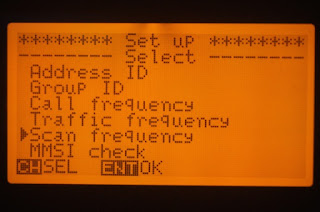 ******** Set up ********
-------- Select --------
Address ID
Group ID
Call frequency
Traffic frequency
▶Scan frequency
MMSI check
CHSEL ENTOK